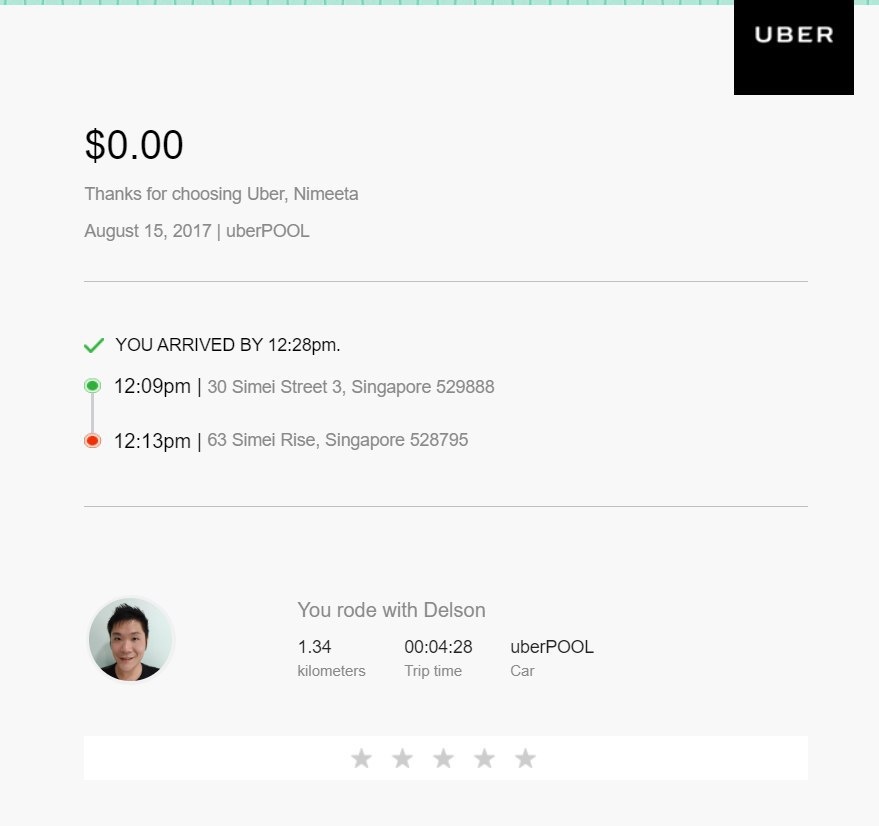 UBER
$0.00
Thanks for choosing Uber, Nimeeta
August 15, 2017 | uberPOOL
YOU ARRIVED BY 12:28pm.
12:09pm | 30 Simei Street 3, Singapore 529888
12:13pm | 63 Simei Rise, Singapore 528795
You rode with Delson
1.34 00:04:28 uberPOOL
kilometers Trip time Car